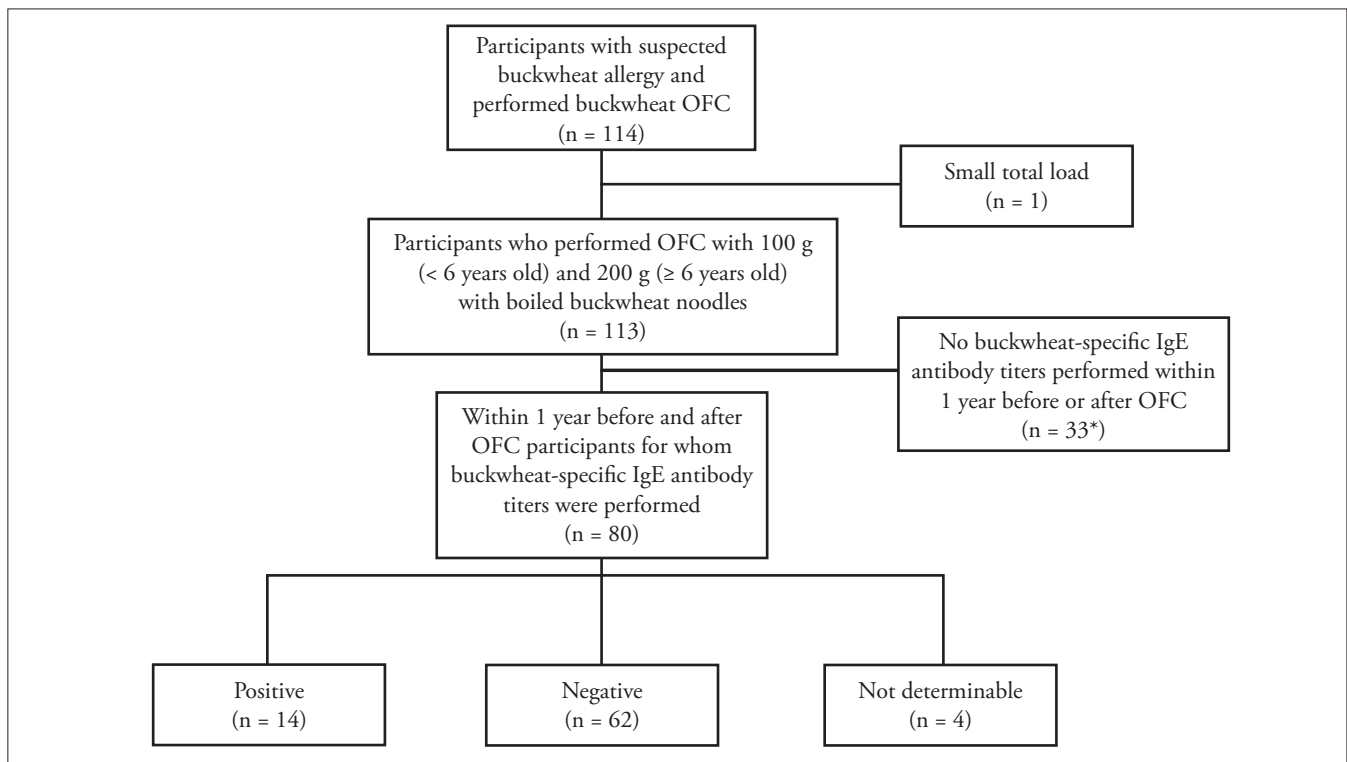 Participants with suspected
buckwheat allergy and
performed buckwheat OFC
(n = 114)
Small total load
(n = 1)
Participants who performed OFC with 100 g
(< 6 years old) and 200 g (≥ 6 years old)
with boiled buckwheat noodles
(n = 113)
No buckwheat-specific IgE
antibody titers performed within
1 year before or after OFC
(n = 33*)
Within 1 year before and after
OFC participants for whom
buckwheat-specific IgE antibody
titers were performed
(n = 80)
Positive
(n = 14)
Negative
(n = 62)
Not determinable
(n = 4)